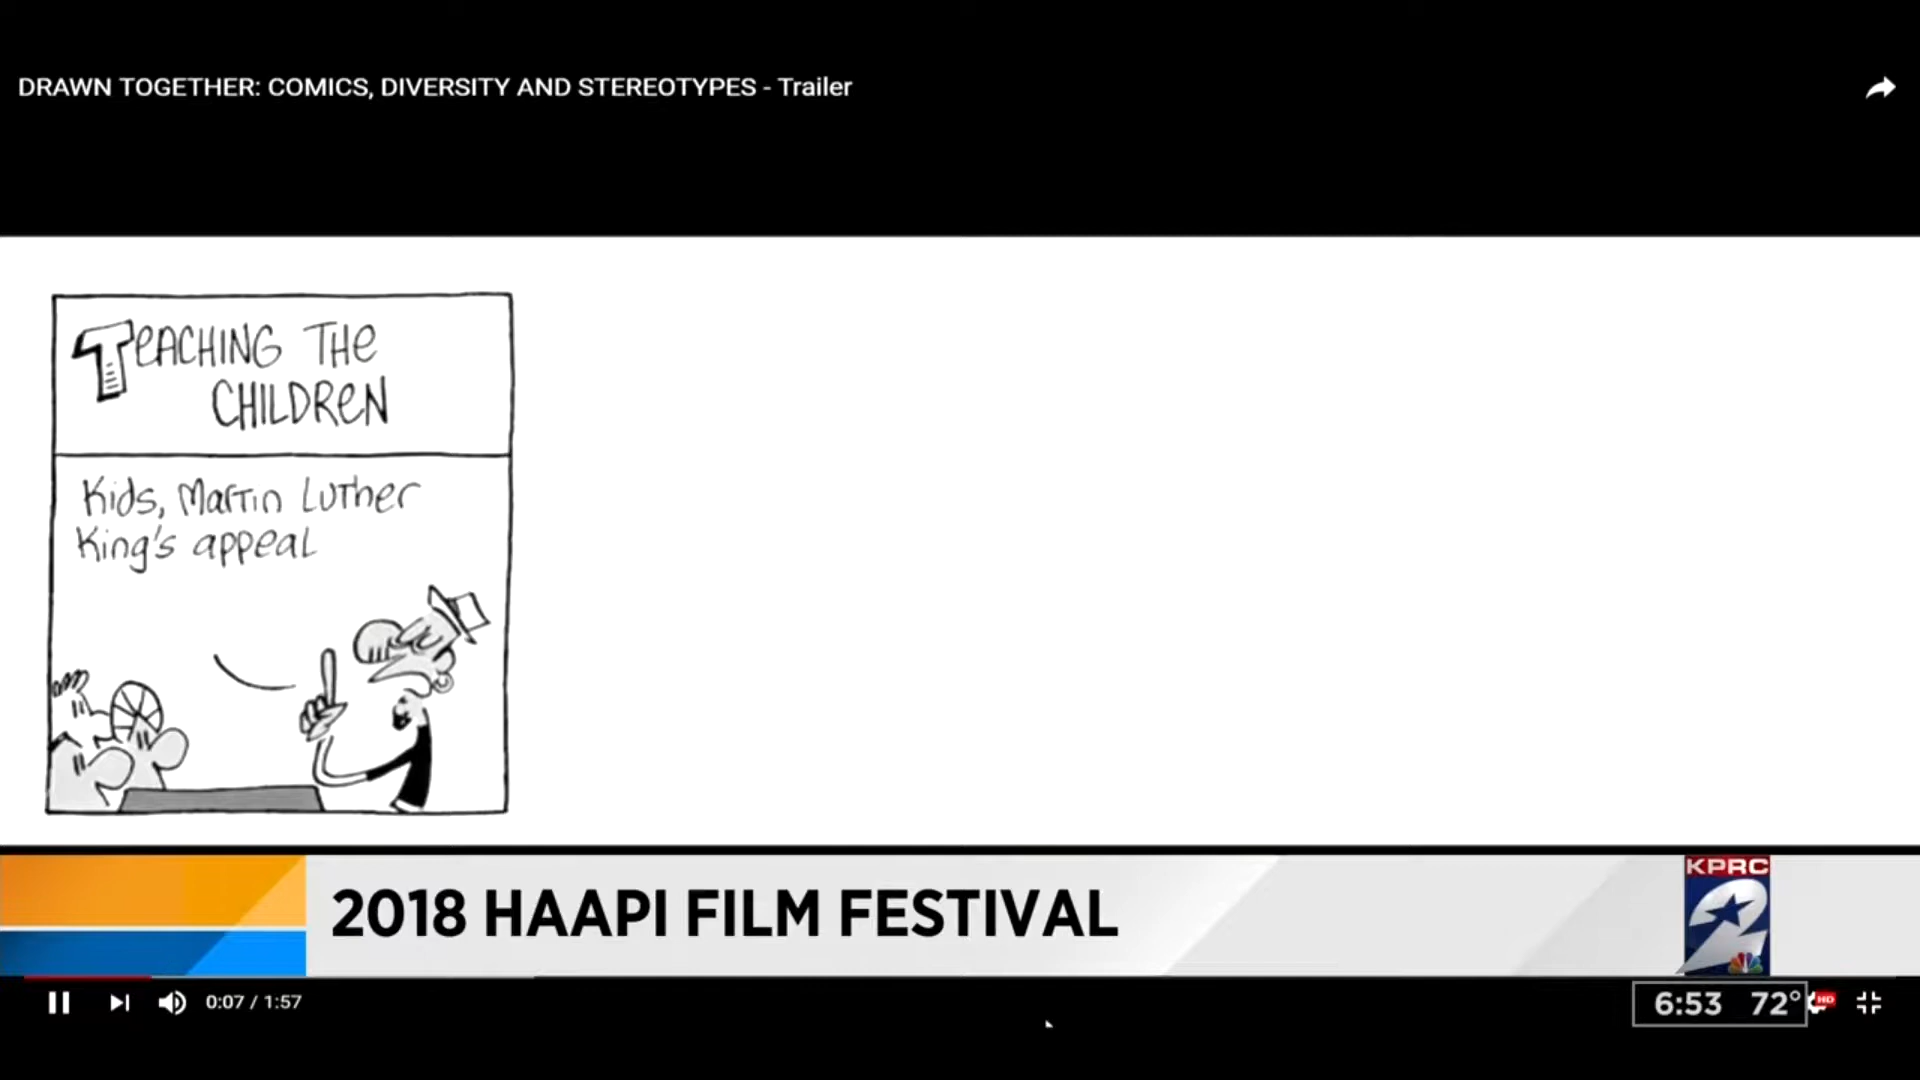 DRAWN TOGETHER: COMICS, DIVERSITY AND STEREOTYPES - Trailer
TEACHING THE
CHILDREN
Kids, Martin Luther
King's appeal
2018 HAAPI FILM FESTIVAL
KPRC
2
0:07 / 1:57
6:53 72°
HD